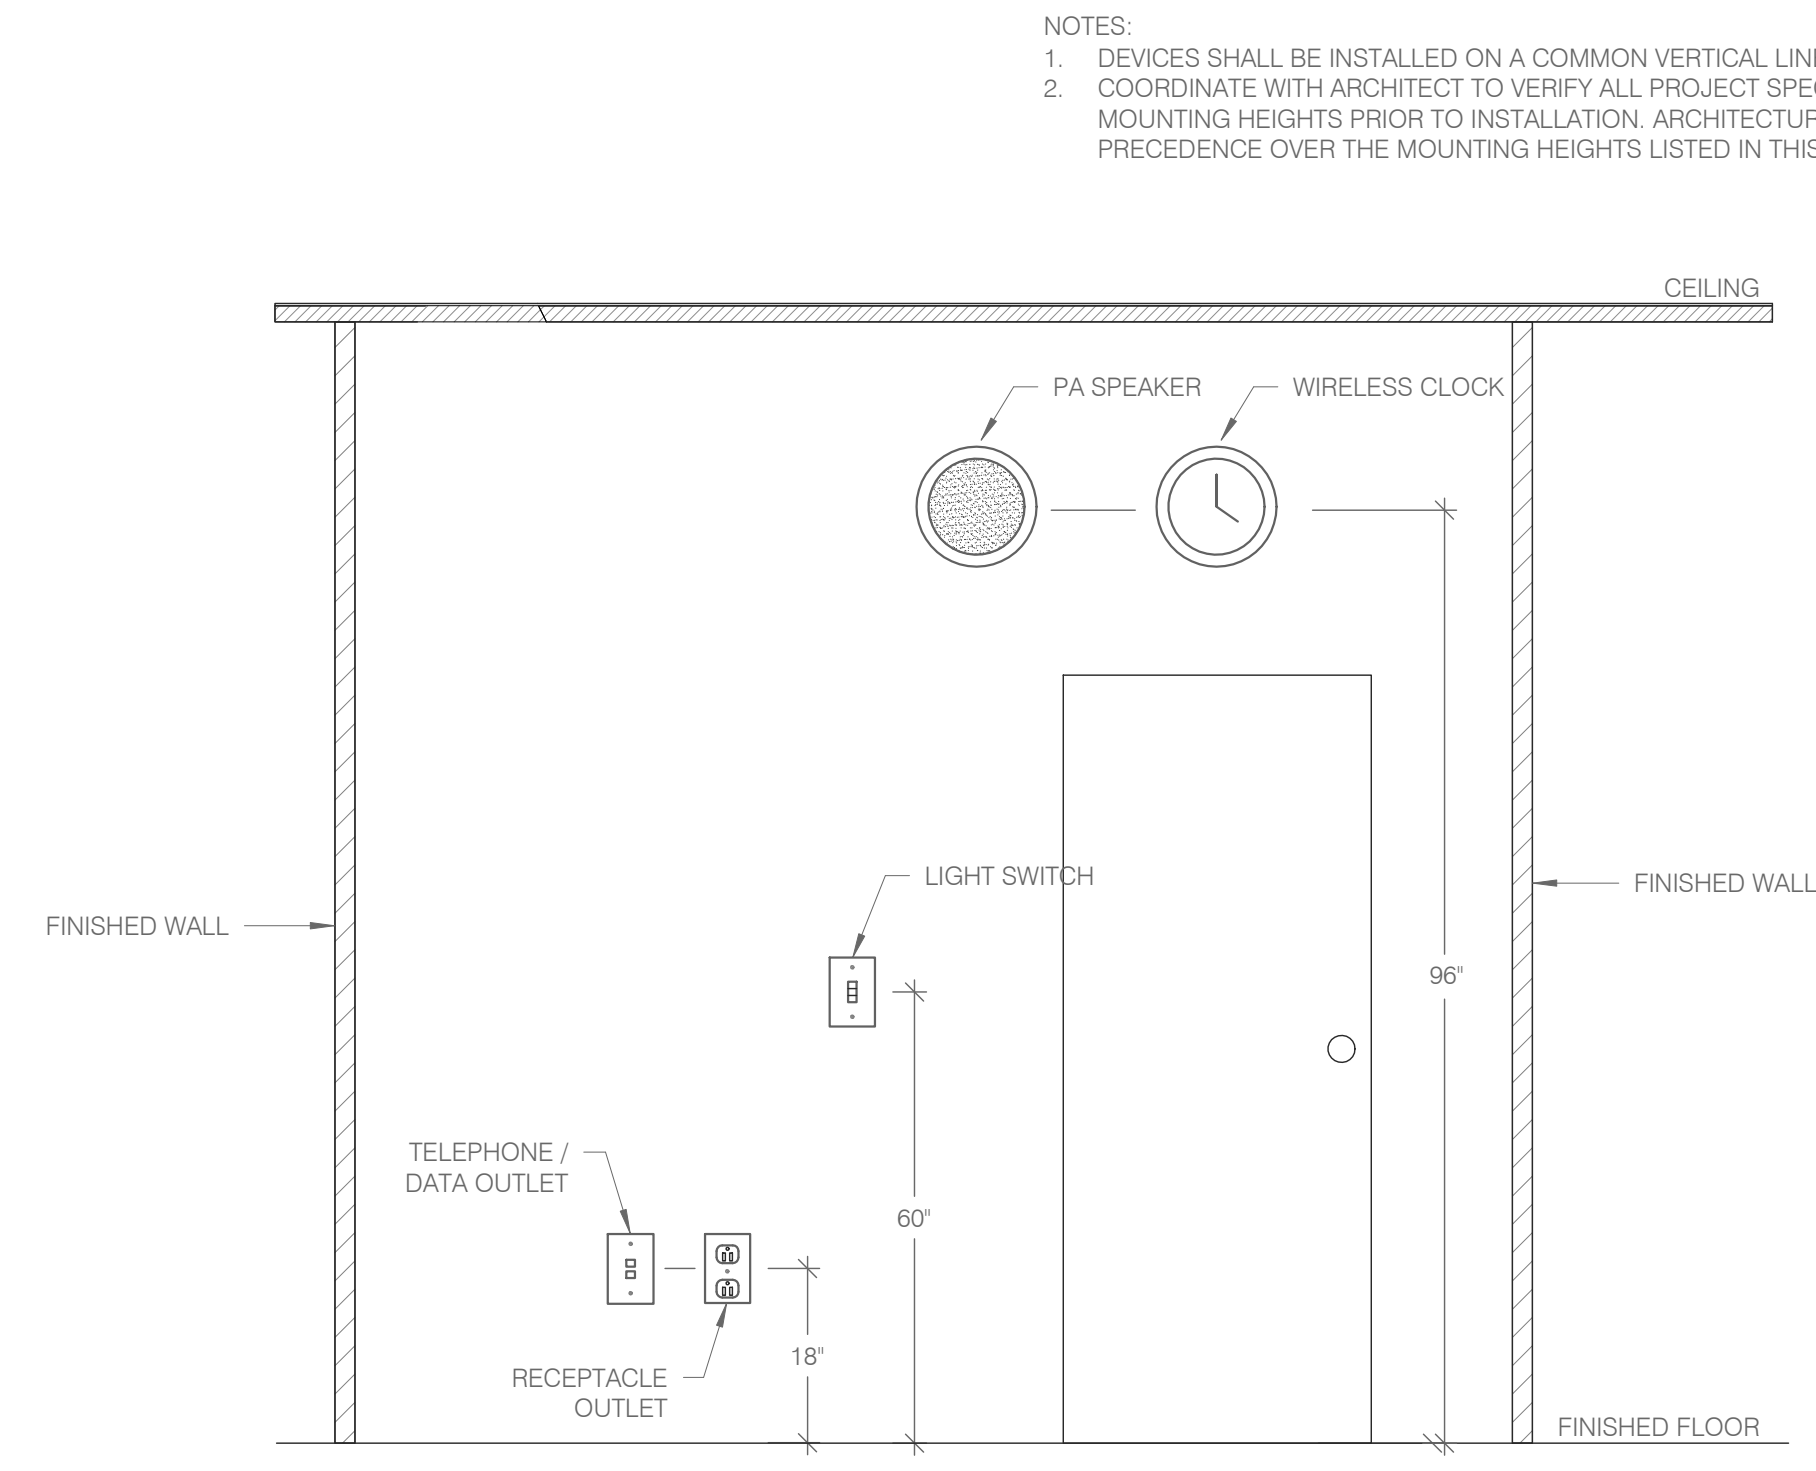 NOTES:
1. DEVICES SHALL BE INSTALLED ON A COMMON VERTICAL
2. COORDINATE WITH ARCHITECT TO VERIFY ALL PROJECT
MOUNTING HEIGHTS PRIOR TO INSTALLATION.
PRECEDENCE OVER THE MOUNTING HEIGHTS LISTED IN THIS
CEILING
PA SPEAKER
WIRELESS CLOCK
LIGHT SWITCH
FINISHED WALL
FINISHED WALL
96"
TELEPHONE /
DATA OUTLET
60"
18"
RECEPTACLE
OUTLET
FINISHED FLOOR